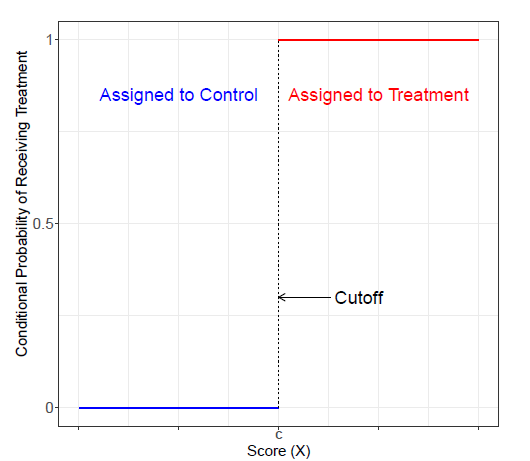 1
Assigned to Control
Assigned to Treatment
Conditional Probability of Receiving Treatment
0.5
Cutoff
0
c
Score (X)